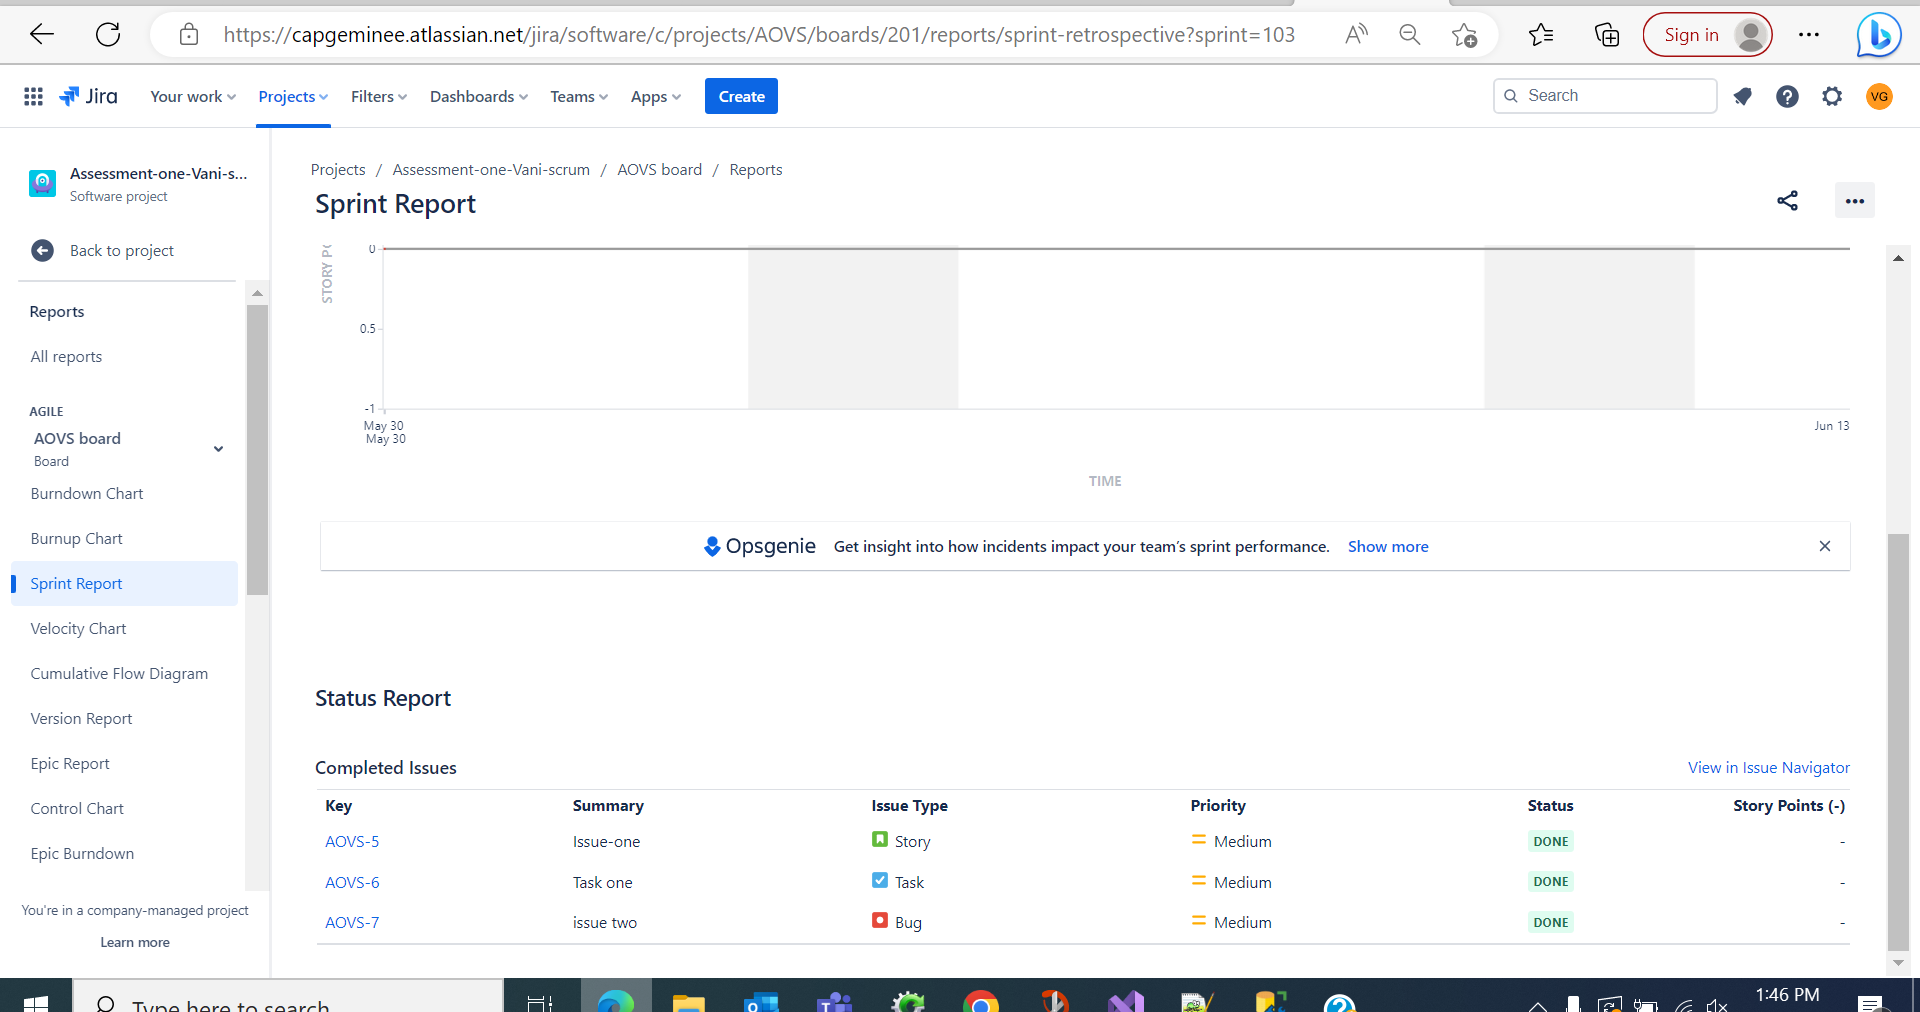 https://capgeminee.atlassian.net/jira/software/c/projects/AOVS/boards/201/reports/sprint-retrospective?sprint=103
Sign in
Jira
Your work
Projects
Filters
Dashboards
Teams
Apps
Create
Search
VG
Assessment-one-Vani-s...
Software project
Back to project
Reports
All reports
AGILE
AOVS board
Board
Burndown Chart
Burnup Chart
Sprint Report
Velocity Chart
Cumulative Flow Diagram
Version Report
Epic Report
Control Chart
Epic Burndown
You're in a company-managed project
Learn more
Projects / Assessment-one-Vani-scrum / AOVS board / Reports
Sprint Report
STORY
0
0.5
-1
May 30
May 30
Jun 13
TIME
Opsgenie Get insight into how incidents impact your team's sprint performance. Show more
Status Report
Completed Issues
View in Issue Navigator
Key Summary Issue Type Priority Status Story Points (-)
AOVS-5 Issue-one Story Medium DONE -
AOVS-6 Task one Task Medium DONE -
AOVS-7 issue two Bug Medium DONE -
Type here to search
1:46 PM